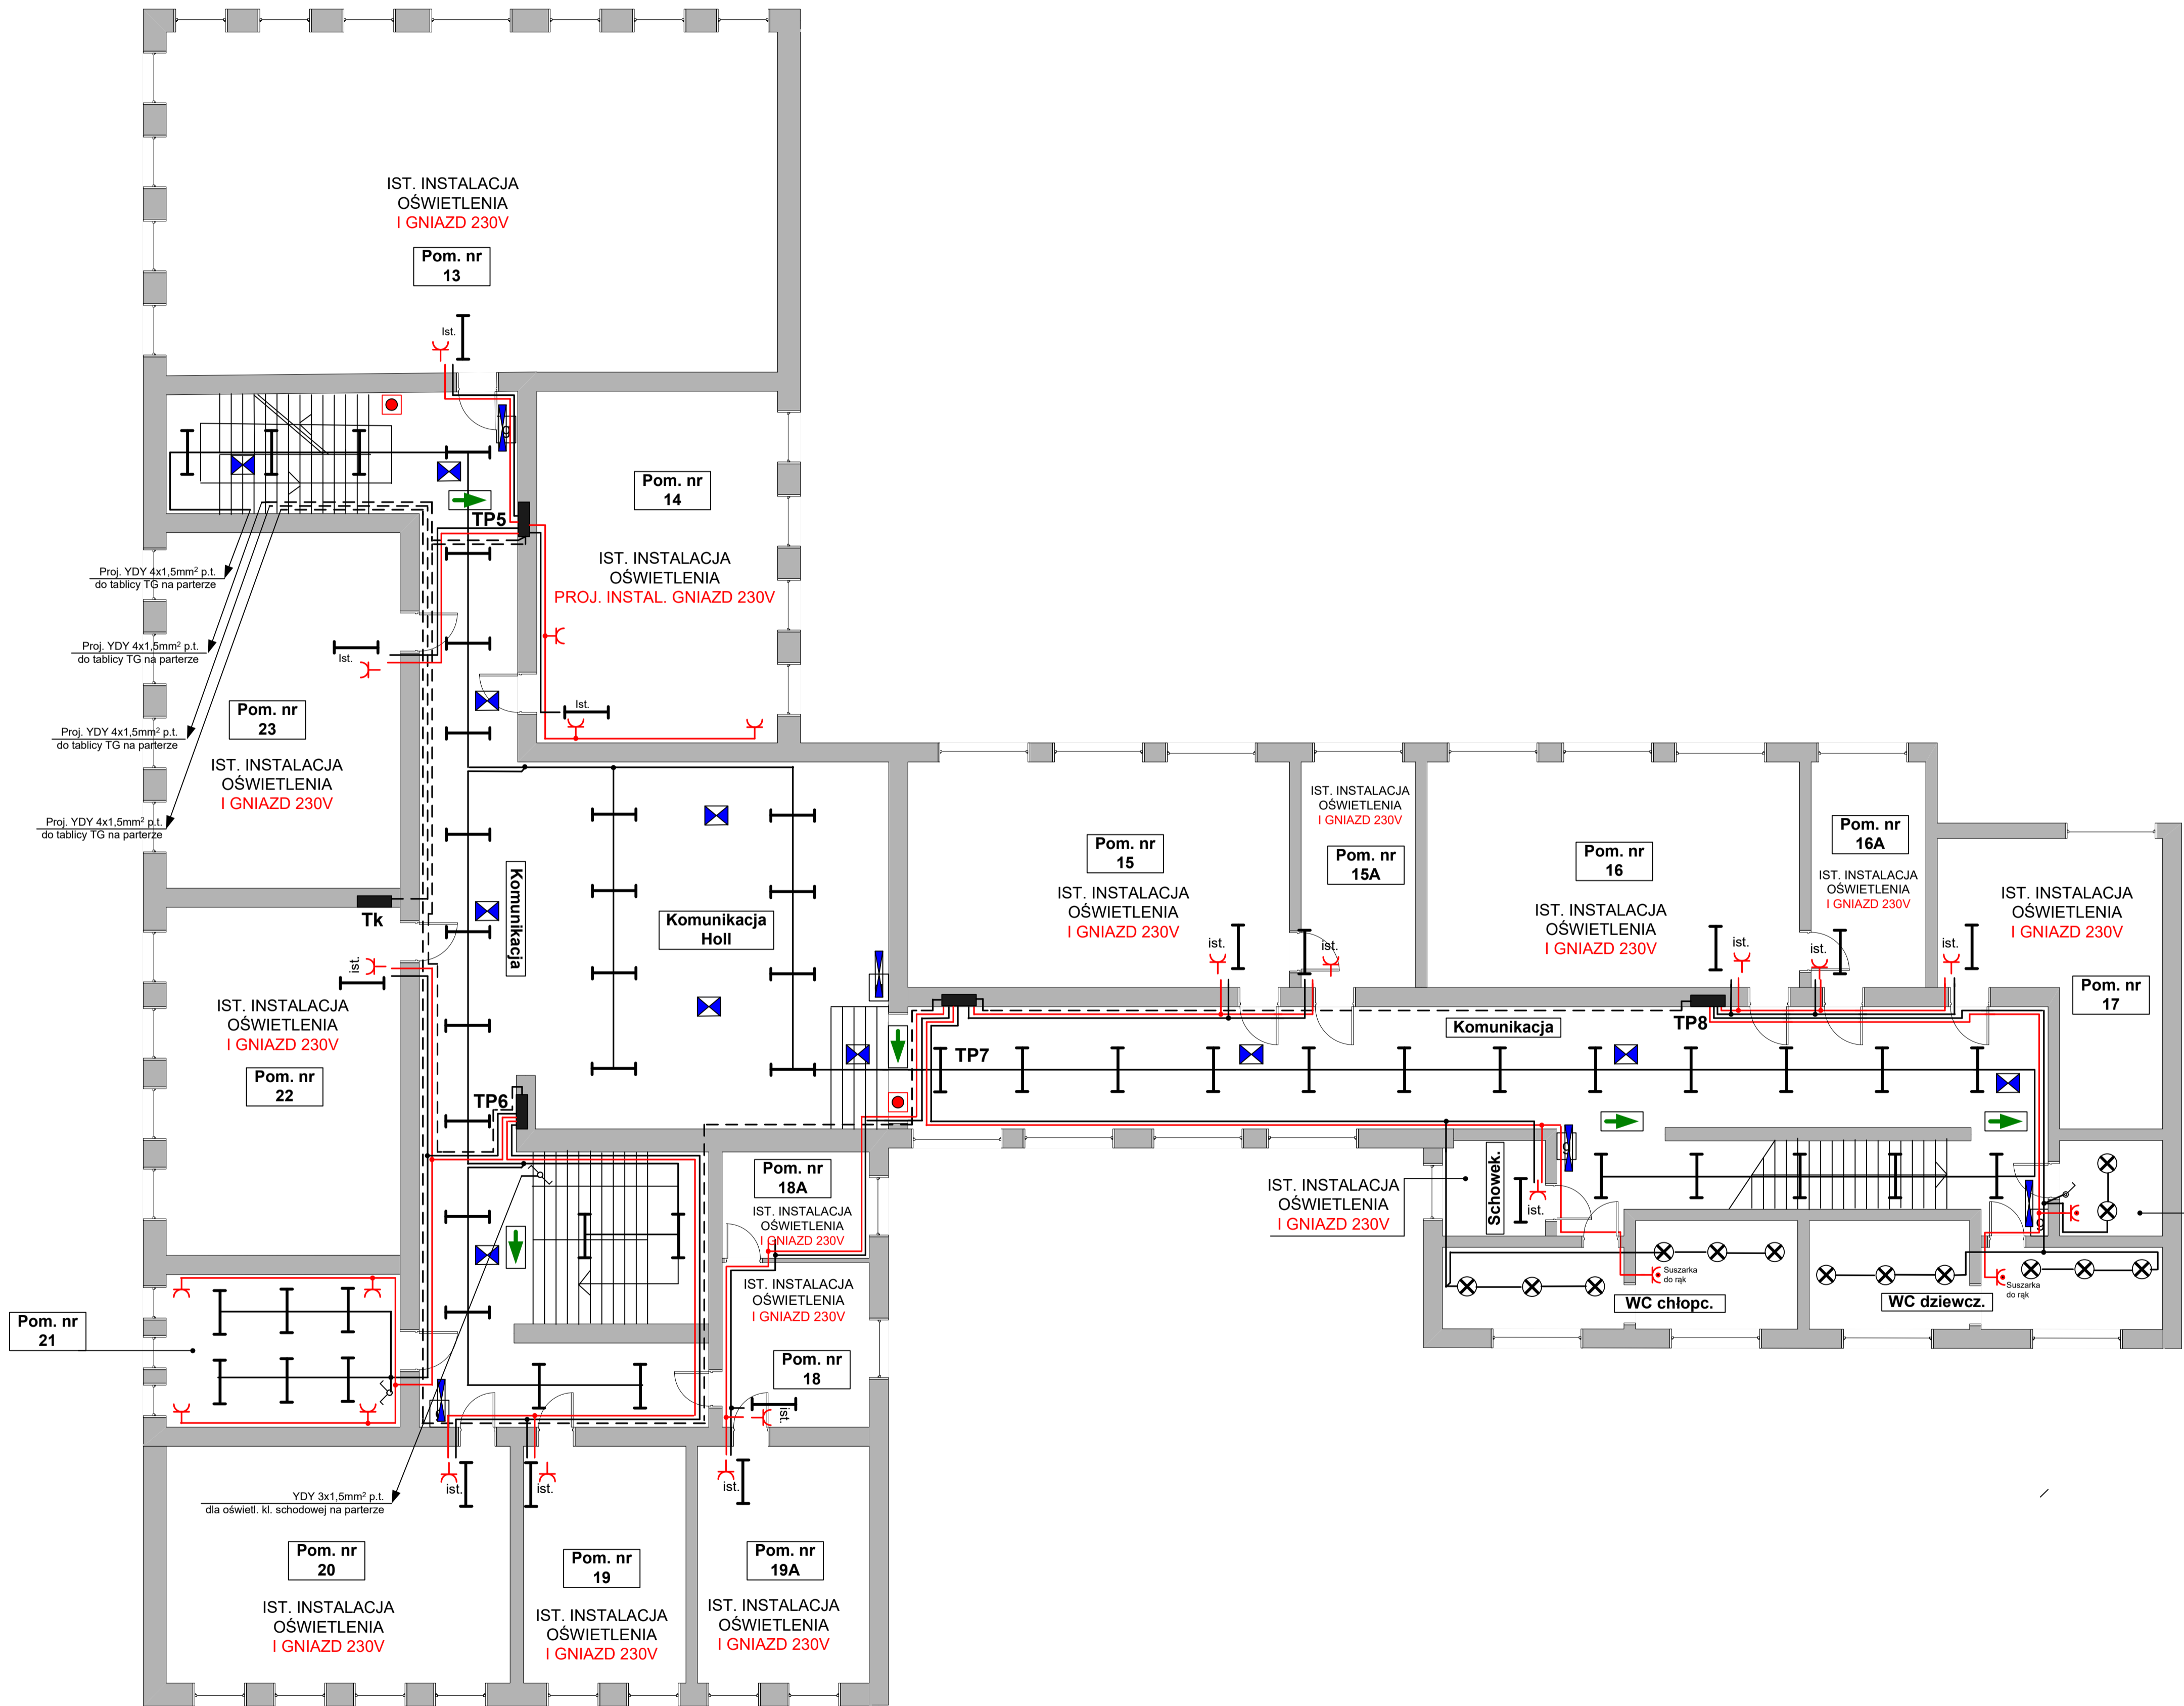 IST. INSTALACJA
OŚWIETLENIA
I GNIAZD 230V
Pom. nr
13
Ist.
TP5
Pom. nr
14
IST. INSTALACJA
OŚWIETLENIA
PROJ. INSTAL. GNIAZD 230V
Ist.
Proj. YDY 4x1,5mm² p.t.
do tablicy TG na parterze
Proj. YDY 4x1,5mm² p.t.
do tablicy TG na parterze
Proj. YDY 4x1,5mm² p.t.
do tablicy TG na parterze
Proj. YDY 4x1,5mm² p.t.
do tablicy TG na parterze
Ist.
Pom. nr
23
IST. INSTALACJA
OŚWIETLENIA
I GNIAZD 230V
Tk
Komunikacja
Komunikacja
Holl
ist.
IST. INSTALACJA
OŚWIETLENIA
I GNIAZD 230V
Pom. nr
22
TP6
Pom. nr
15
IST. INSTALACJA
OŚWIETLENIA
I GNIAZD 230V
ist.
IST. INSTALACJA
OŚWIETLENIA
I GNIAZD 230V
Pom. nr
15A
ist.
Pom. nr
16
IST. INSTALACJA
OŚWIETLENIA
I GNIAZD 230V
ist.
Pom. nr
16A
IST. INSTALACJA
OŚWIETLENIA
I GNIAZD 230V
ist.
IST. INSTALACJA
OŚWIETLENIA
I GNIAZD 230V
ist.
Pom. nr
17
TP7
Komunikacja
TP8
Pom. nr
18A
IST. INSTALACJA
OŚWIETLENIA
I GNIAZD 230V
IST. INSTALACJA
OŚWIETLENIA
I GNIAZD 230V
Pom. nr
18
ist.
IST. INSTALACJA
OŚWIETLENIA
I GNIAZD 230V
Schowek.
ist.
Suszarka
do rąk
WC chłopc.
WC dziewcz.
Suszarka
do rąk
Pom. nr
21
YDY 3x1,5mm² p.t.
dla oświetl. kl. schodowej na parterze
ist.
ist.
ist.
Pom. nr
20
IST. INSTALACJA
OŚWIETLENIA
I GNIAZD 230V
Pom. nr
19
IST. INSTALACJA
OŚWIETLENIA
I GNIAZD 230V
Pom. nr
19A
IST. INSTALACJA
OŚWIETLENIA
I GNIAZD 230V